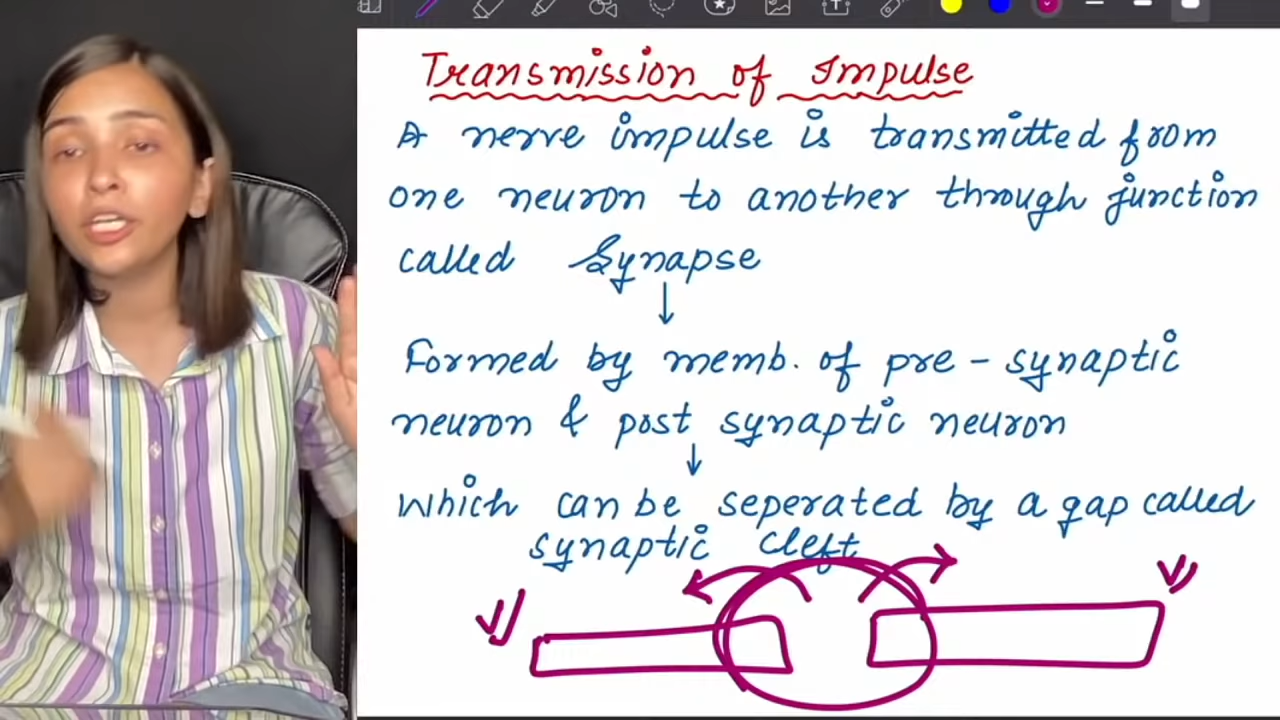 Transmission of Impulse
A nerve impulse is transmitted from
one neuron to another through junction
called Synapse
Formed by memb. of pre - synaptic
neuron & post synaptic neuron
Which can be seperated by a gap called
synaptic cleft